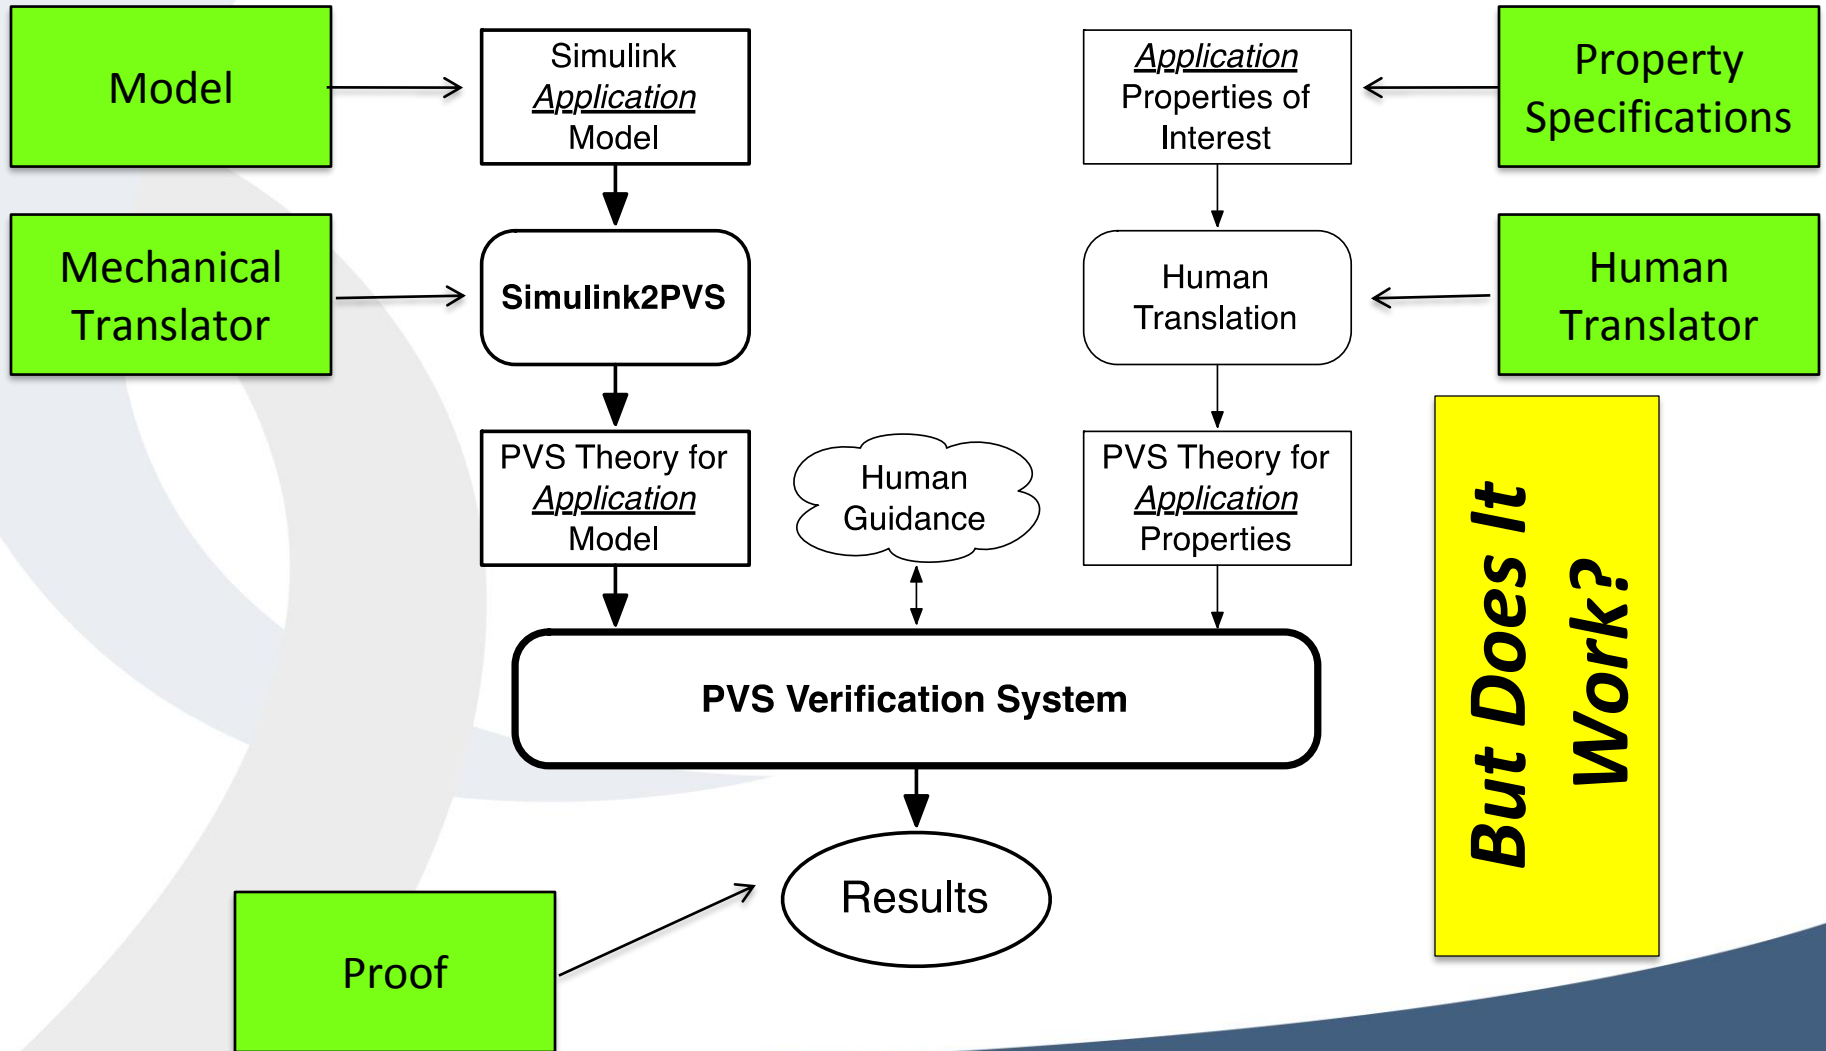 Model
Simulink
Application
Model
Application
Properties of
Interest
Property
Specifications
Mechanical
Translator
Simulink2PVS
Human
Translation
Human
Translator
PVS Theory for
Application
Model
Human
Guidance
PVS Theory for
Application
Properties
But Does It
Work?
PVS Verification System
Results
Proof